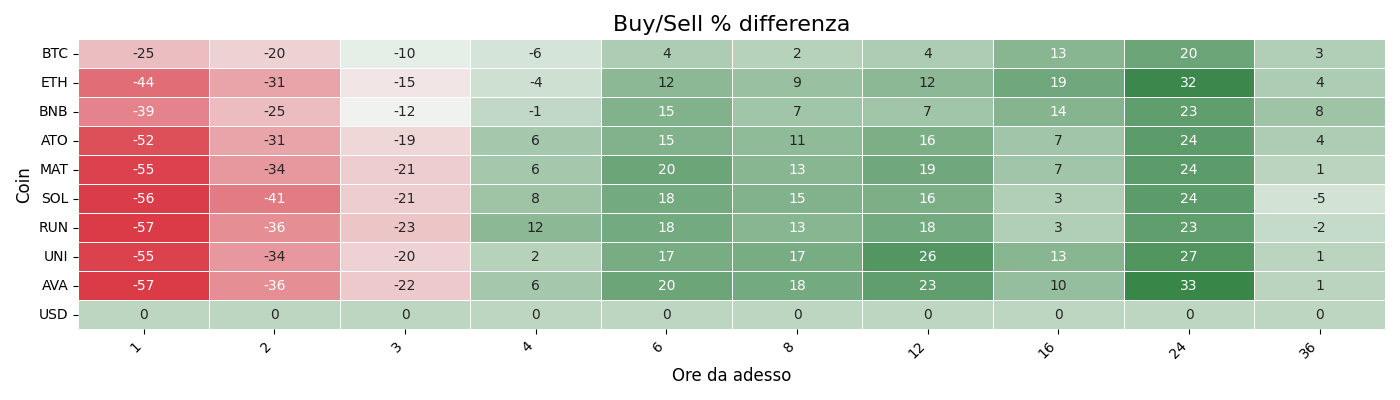 Buy/Sell % differenza
Coin
BTC -25 -20 -10 -6 4 2 4 13 20 3
ETH -44 -31 -15 -4 12 9 12 19 32 4
BNB -39 -25 -12 -1 15 7 7 14 23 8
ATO -52 -31 -19 6 15 11 16 7 24 4
MAT -55 -34 -21 6 20 13 19 7 24 1
SOL -56 -41 -21 8 18 15 16 3 24 -5
RUN -57 -36 -23 12 18 13 18 3 23 -2
UNI -55 -34 -20 2 17 17 26 13 27 1
AVA -57 -36 -22 6 20 18 23 10 33 1
USD 0 0 0 0 0 0 0 0 0 0
1 2 3 4 6 8 12 16 24 36
Ore da adesso